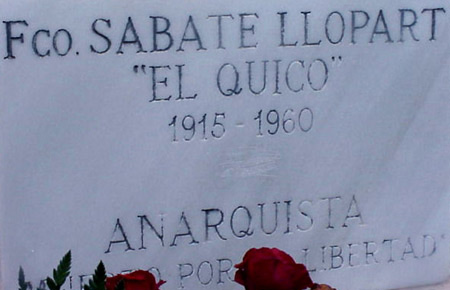 Fco. SABATE LLOPART
"EL QUICO"
1915 - 1960
ANARQUISTA
POR LIBERTAD"